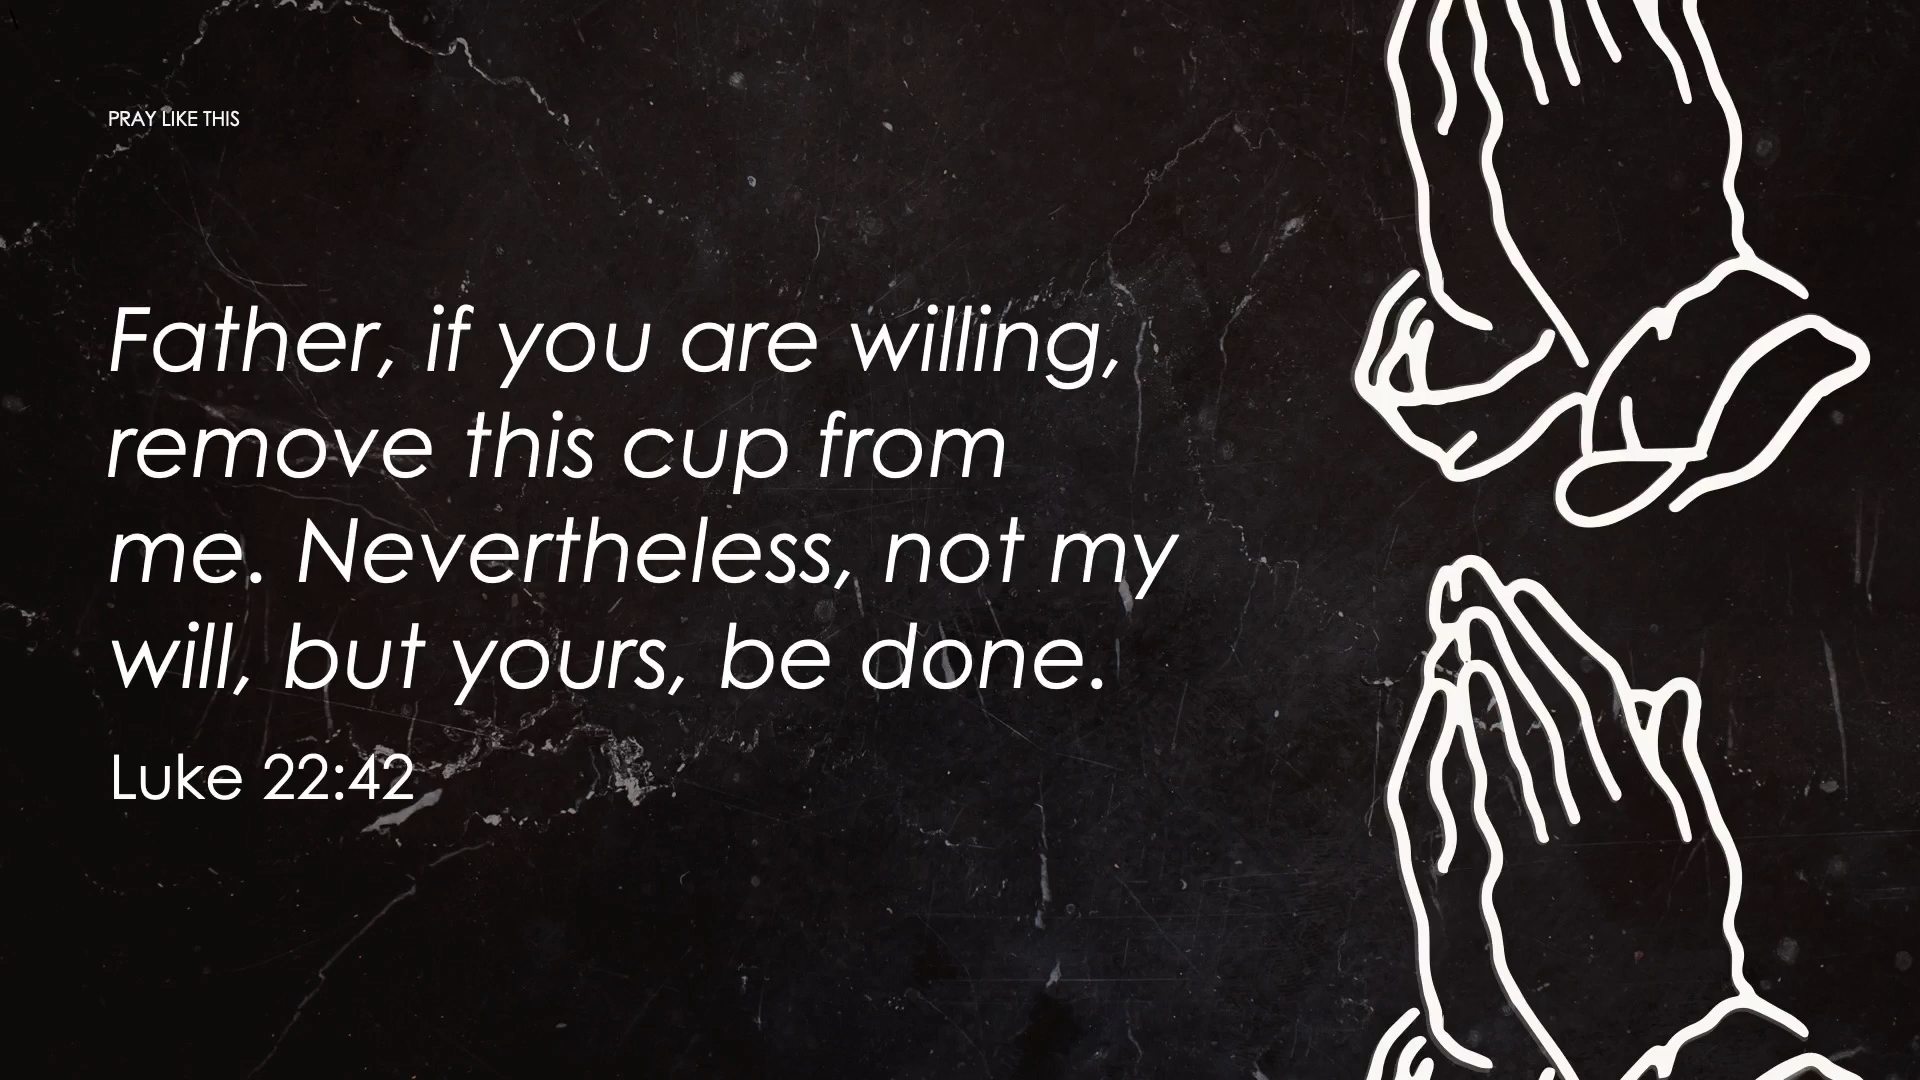 PRAY LIKE THIS
Father, if you are willing,
remove this cup from
me. Nevertheless, not my
will, but yours, be done.
Luke 22:42